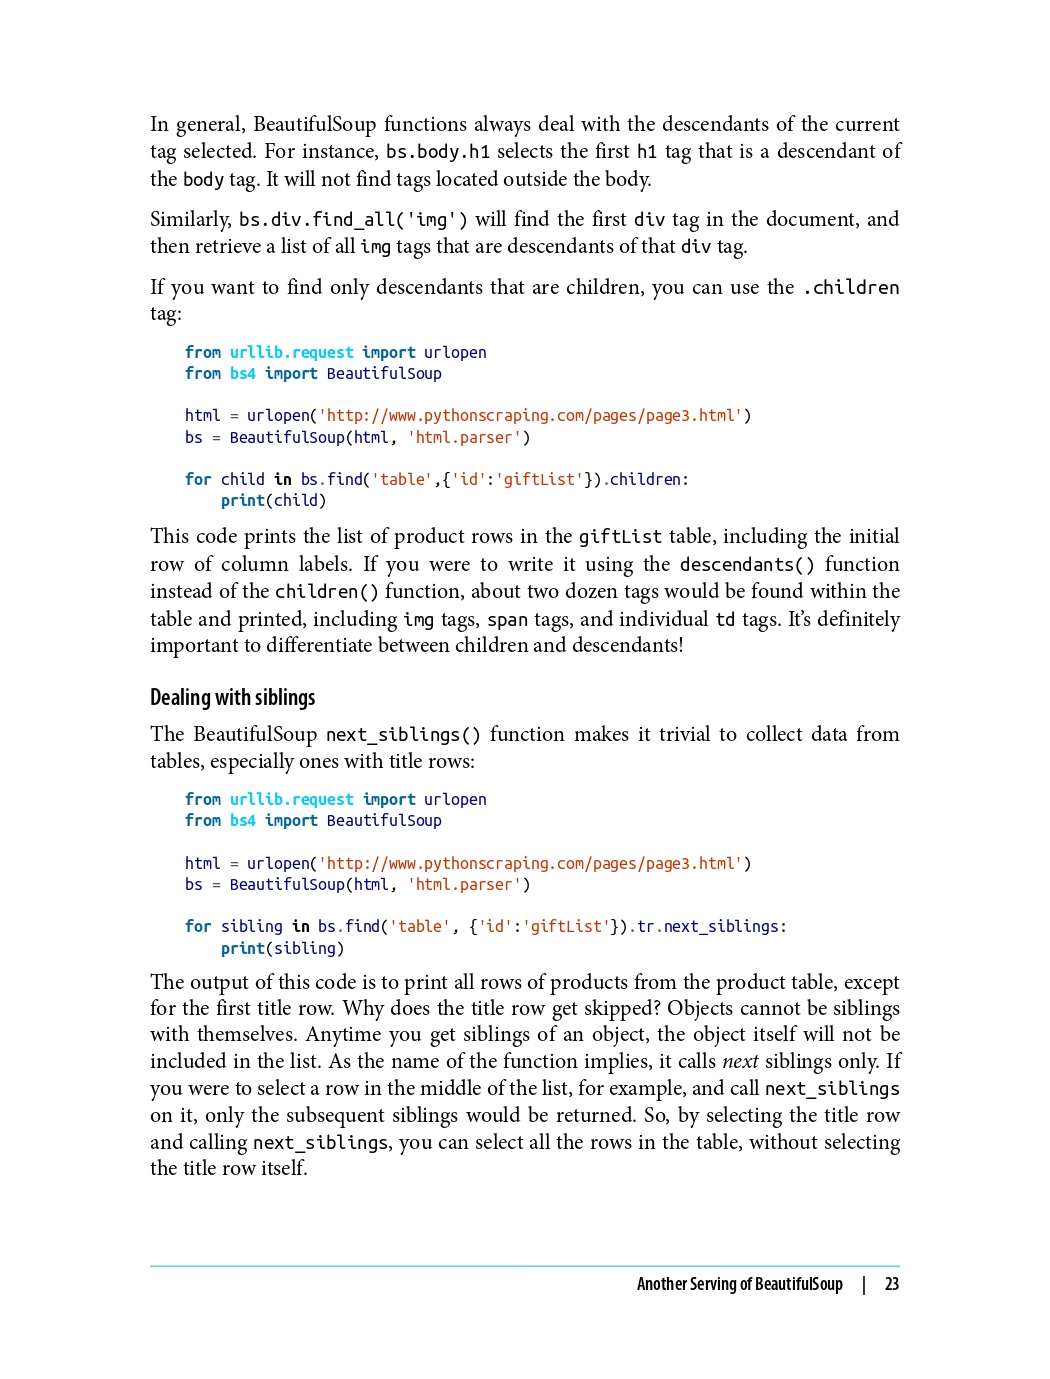 In general, BeautifulSoup functions always deal with the descendants of the current
tag selected. For instance, bs.body.h1 selects the first h1 tag that is a descendant of
the body tag. It will not find tags located outside the body.
Similarly, bs.div.find_all('img') will find the first div tag in the document, and
then retrieve a list of all img tags that are descendants of that div tag.
If you want to find only descendants that are children, you can use the .children
tag:
from urllib.request import urlopen
from bs4 import BeautifulSoup
html = urlopen('http://www.pythonscraping.com/pages/page3.html')
bs = BeautifulSoup(html, 'html.parser')
for child in bs.find('table',{'id':'giftList'}).children:
    print(child)
This code prints the list of product rows in the giftList table, including the initial
row of column labels. If you were to write it using the descendants() function
instead of the children() function, about two dozen tags would be found within the
table and printed, including img tags, span tags, and individual td tags. It's definitely
important to differentiate between children and descendants!
Dealing with siblings
The BeautifulSoup next_siblings() function makes it trivial to collect data from
tables, especially ones with title rows:
from urllib.request import urlopen
from bs4 import BeautifulSoup
html = urlopen('http://www.pythonscraping.com/pages/page3.html')
bs = BeautifulSoup(html, 'html.parser')
for sibling in bs.find('table', {'id':'giftList'}).tr.next_siblings:
    print(sibling)
The output of this code is to print all rows of products from the product table, except
for the first title row. Why does the title row get skipped? Objects cannot be siblings
with themselves. Anytime you get siblings of an object, the object itself will not be
included in the list. As the name of the function implies, it calls next siblings only. If
you were to select a row in the middle of the list, for example, and call next_siblings
on it, only the subsequent siblings would be returned. So, by selecting the title row
and calling next_siblings, you can select all the rows in the table, without selecting
the title row itself.
Another Serving of BeautifulSoup | 23